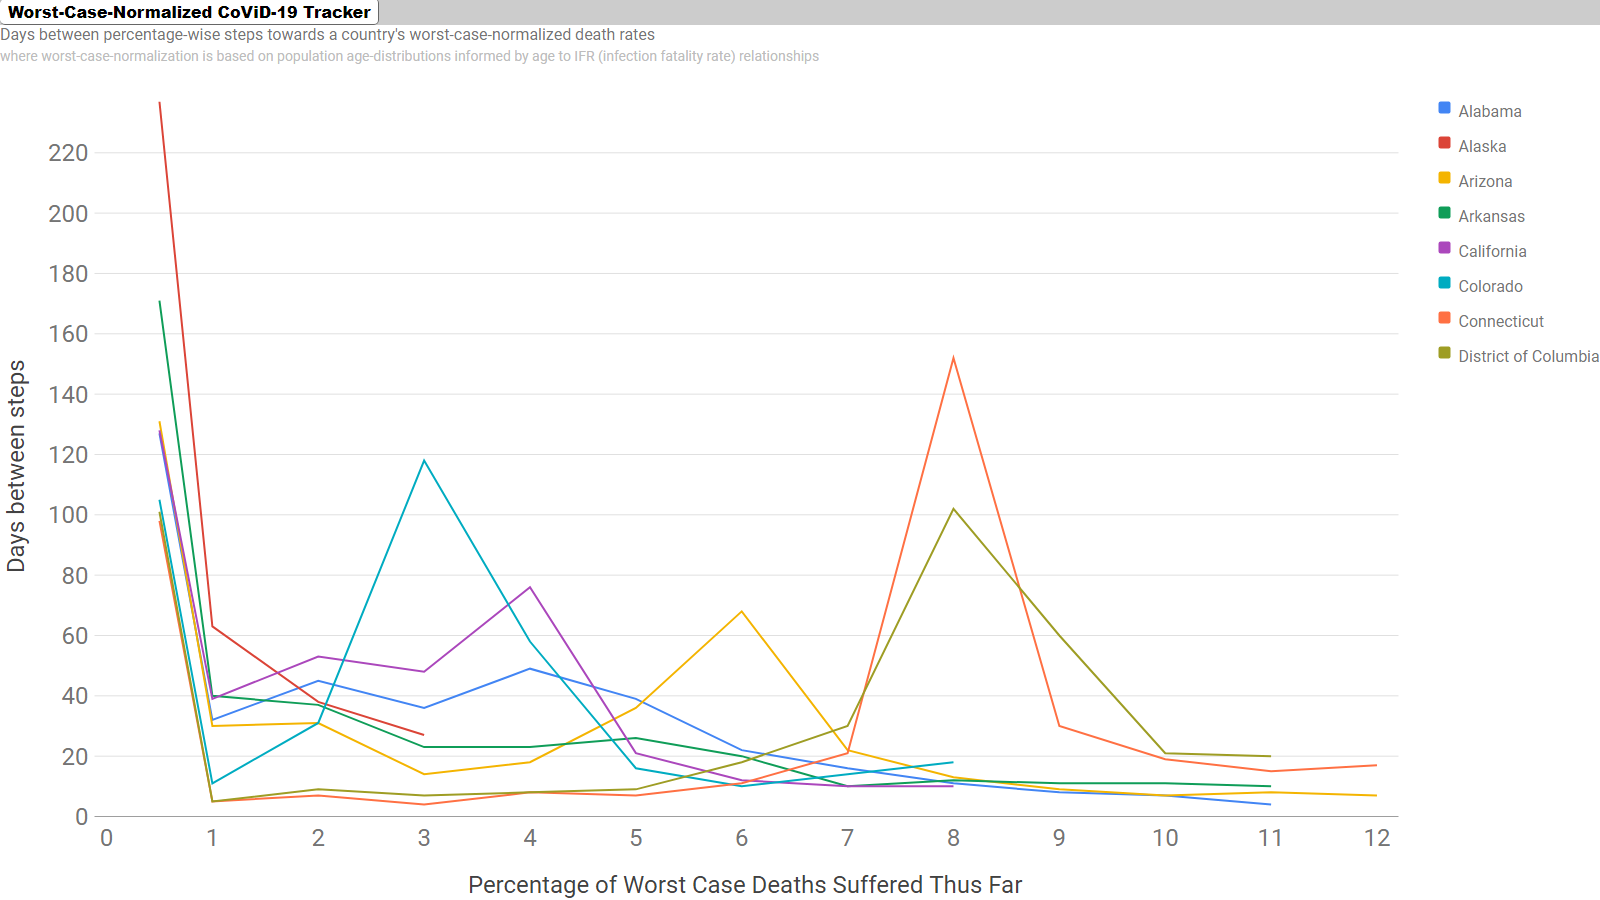 Worst-Case-Normalized CoViD-19 Tracker
Days between percentage-wise steps towards a country's worst-case-normalized death rates
where worst-case-normalization is based on population age-distributions informed by age to IFR (infection fatality rate) relationships
Days between steps
220
200
180
160
140
120
100
80
60
40
20
0
0 1 2 3 4 5 6 7 8 9 10 11 12
Percentage of Worst Case Deaths Suffered Thus Far
Alabama
Alaska
Arizona
Arkansas
California
Colorado
Connecticut
District of Columbia